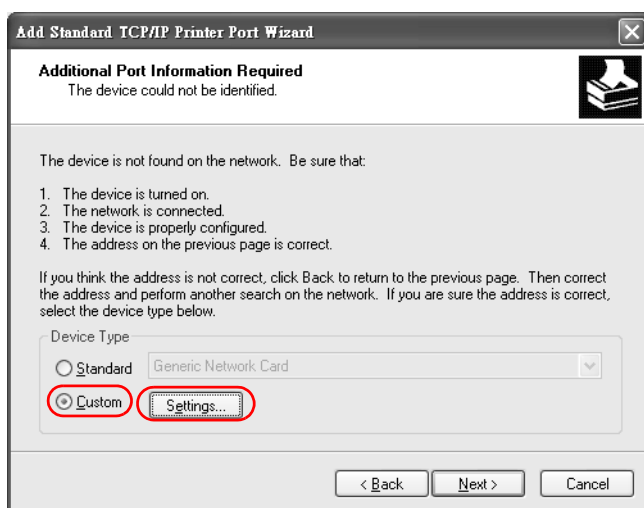 Add Standard TCP/IP Printer Port Wizard
Additional Port Information Required
The device could not be identified.
The device is not found on the network. Be sure that:
1. The device is turned on.
2. The network is connected.
3. The device is properly configured.
4. The address on the previous page is correct.
If you think the address is not correct, click Back to return to the previous page. Then correct
the address and perform another search on the network. If you are sure the address is correct,
select the device type below.
Device Type
Standard Generic Network Card
Custom Settings...
< Back Next > Cancel